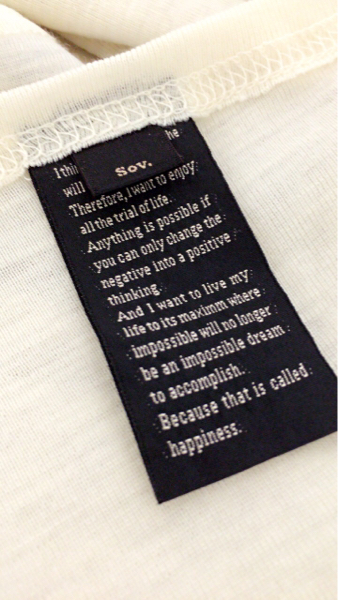 Sov.
will
Therefore, I want to enjoy
all the trial of life.
Anything is possible if
you can only change the
negative into a positive
thinking.
And I want to live my
life to its maximm where
impossible will no longer
be an impossible dream
to accomplish.
Because that is called
happiness.